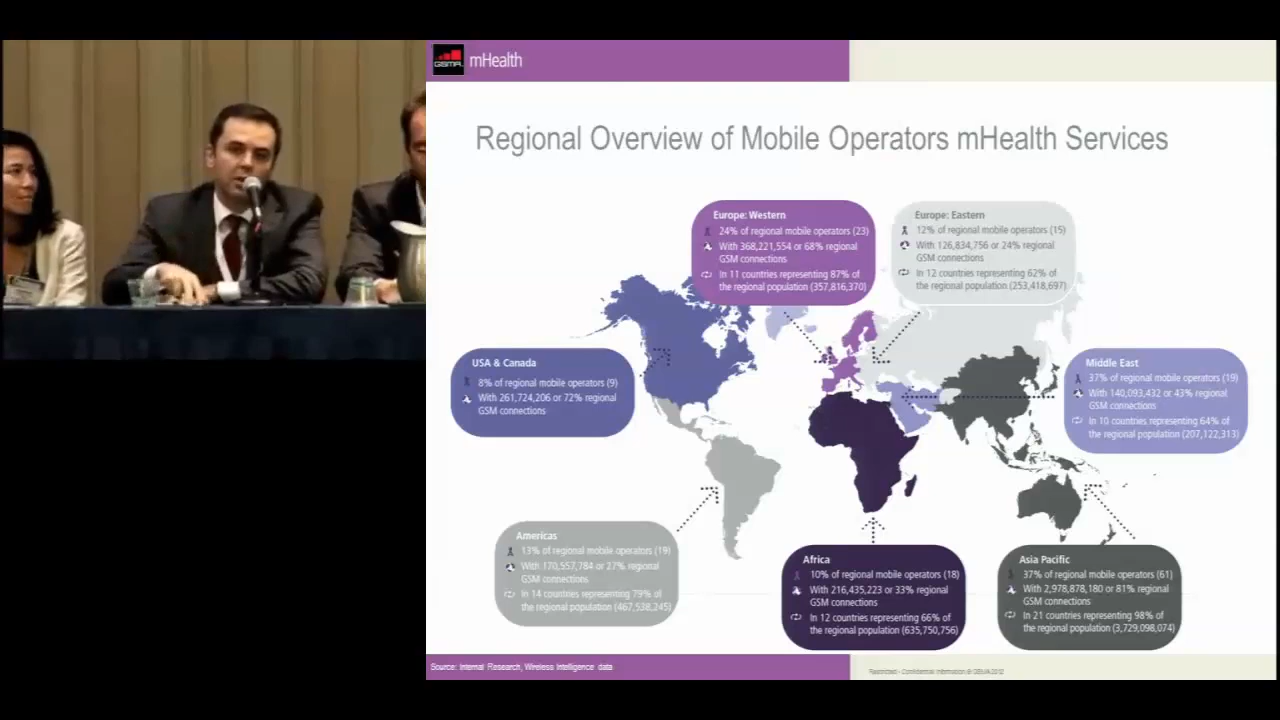 GSMA
mHealth
Regional Overview of Mobile Operators mHealth Services
Europe: Western
24% of regional mobile operators (23)
With 368,221,554 or 68% regional
GSM connections
In 11 countries representing 87% of
the regional population (357,816,370)
Europe: Eastern
12% of regional mobile operators (15)
With 126,834,756 or 24% regional
GSM connections
In 12 countries representing 62% of
the regional population (253,418,697)
USA & Canada
8% of regional mobile operators (9)
With 261,724,206 or 72% regional
GSM connections
Middle East
37% of regional mobile operators (19)
With 140,093,432 or 43% regional
GSM connections
In 10 countries representing 64% of
the regional population (207,122,313)
Americas
13% of regional mobile operators (19)
With 170,557,784 or 27% regional
GSM connections
In 14 countries representing 79% of
the regional population (467,538,245)
Africa
10% of regional mobile operators (18)
With 216,435,223 or 33% regional
GSM connections
In 12 countries representing 66% of
the regional population (635,750,756)
Asia Pacific
37% of regional mobile operators (61)
With 2,978,878,180 or 81% regional
GSM connections
In 21 countries representing 98% of
the regional population (3,729,098,074)
Source: Internal Research, Wireless Intelligence data
Restricted - Confidential Information © GSMA 2012